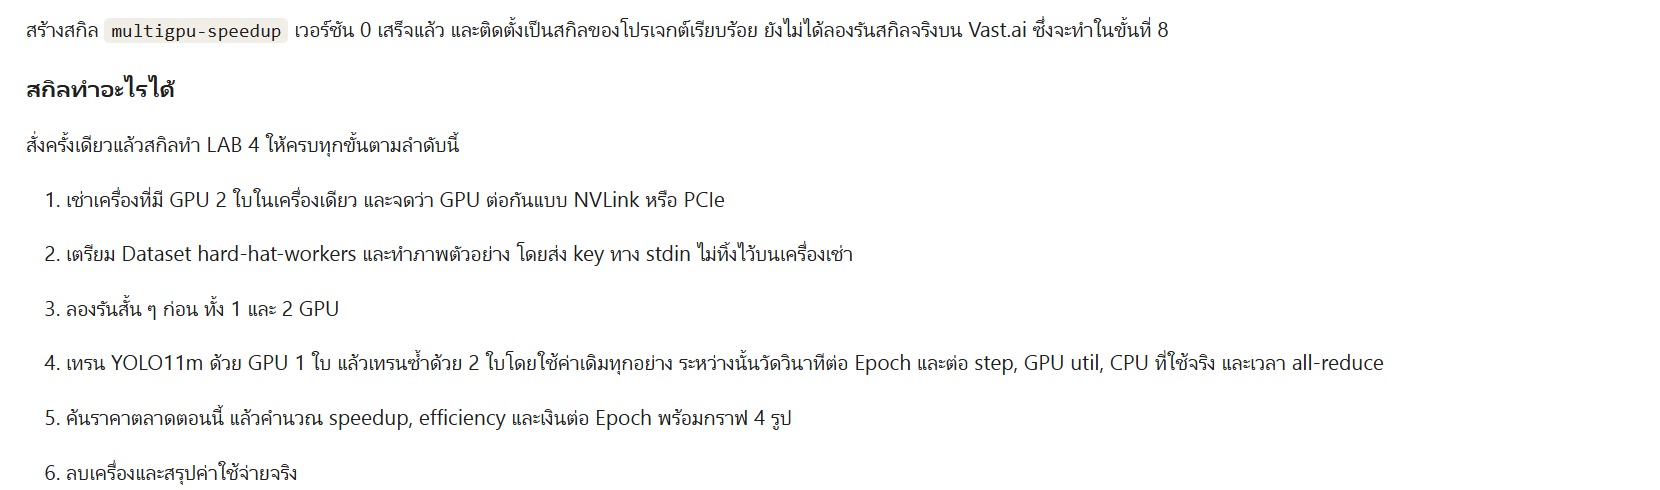 สร้างสกิล multigpu-speedup เวอร์ชัน 0 เสร็จแล้ว และติดตั้งเป็นสกิลของโปรเจกต์เรียบร้อย ยังไม่ได้ลองรันสกิลจริงบน Vast.ai ซึ่งจะทำในขั้นที่ 8
สกิลทำอะไรได้
สั่งครั้งเดียวแล้วสกิลทำ LAB 4 ให้ครบทุกขั้นตามลำดับนี้
1. เช่าเครื่องที่มี GPU 2 ใบในเครื่องเดียว และจดว่า GPU ต่อกันแบบ NVLink หรือ PCIe
2. เตรียม Dataset hard-hat-workers และทำภาพตัวอย่าง โดยส่ง key ทาง stdin ไม่ทิ้งไว้บนเครื่องเช่า
3. ลองรันสั้น ๆ ก่อน ทั้ง 1 และ 2 GPU
4. เทรน YOLO11m ด้วย GPU 1 ใบ แล้วเทรนซ้ำด้วย 2 ใบโดยใช้ค่าเดิมทุกอย่าง ระหว่างนั้นวัดวินาทีต่อ Epoch และต่อ step, GPU util, CPU ที่ใช้จริง และเวลา all-reduce
5. ค้นราคาตลาดตอนนี้ แล้วคำนวณ speedup, efficiency และเงินต่อ Epoch พร้อมกราฟ 4 รูป
6. ลบเครื่องและสรุปค่าใช้จ่ายจริง